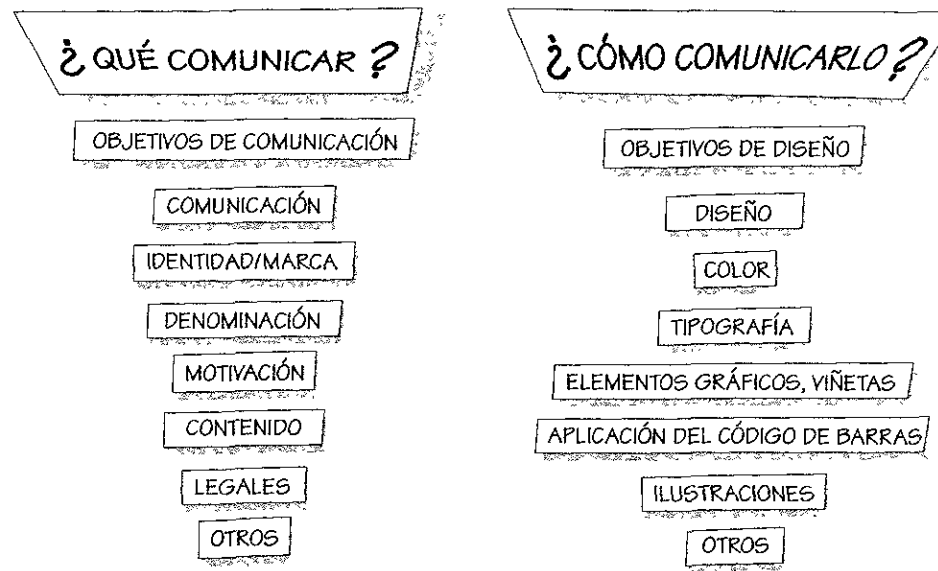 ¿ QUÉ COMUNICAR ?
OBJETIVOS DE COMUNICACIÓN
COMUNICACIÓN
IDENTIDAD/MARCA
DENOMINACIÓN
MOTIVACIÓN
CONTENIDO
LEGALES
OTROS
¿ CÓMO COMUNICARLO ?
OBJETIVOS DE DISEÑO
DISEÑO
COLOR
TIPOGRAFÍA
ELEMENTOS GRÁFICOS, VIÑETAS
APLICACIÓN DEL CÓDIGO DE BARRAS
ILUSTRACIONES
OTROS